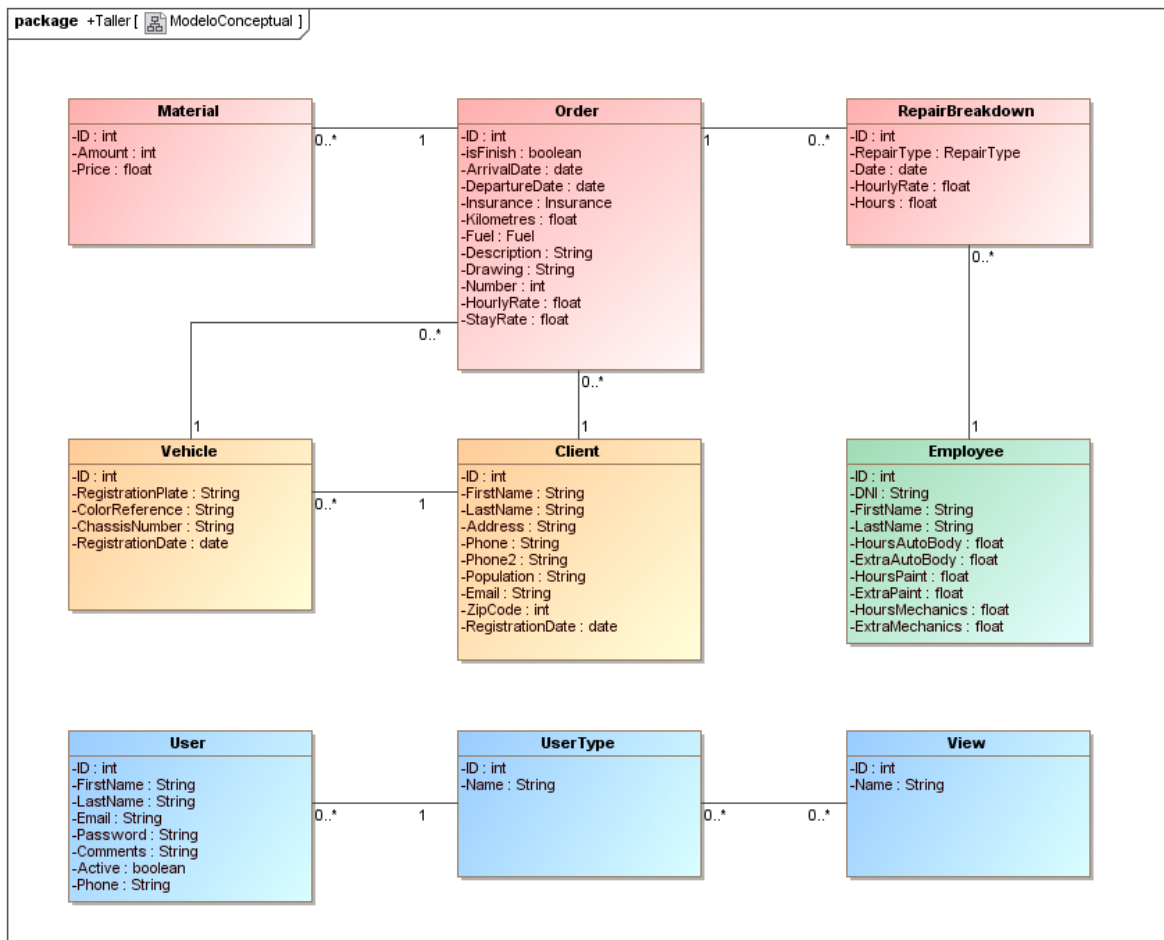 package +Taller [ ModeloConceptual ]
Material
-ID : int
-Amount : int
-Price : float
0..*
1
Order
-ID : int
-isFinish : boolean
-ArrivalDate : date
-DepartureDate : date
-Insurance : Insurance
-Kilometres : float
-Fuel : Fuel
-Description : String
-Drawing : String
-Number : int
-HourlyRate : float
-StayRate : float
1
0..*
RepairBreakdown
-ID : int
-RepairType : RepairType
-Date : date
-HourlyRate : float
-Hours : float
0..*
0..*
0..*
1
1
1
Vehicle
-ID : int
-RegistrationPlate : String
-ColorReference : String
-ChassisNumber : String
-RegistrationDate : date
0..*
1
Client
-ID : int
-FirstName : String
-LastName : String
-Address : String
-Phone : String
-Phone2 : String
-Population : String
-Email : String
-ZipCode : int
-RegistrationDate : date
Employee
-ID : int
-DNI : String
-FirstName : String
-LastName : String
-HoursAutoBody : float
-ExtraAutoBody : float
-HoursPaint : float
-ExtraPaint : float
-HoursMechanics : float
-ExtraMechanics : float
User
-ID : int
-FirstName : String
-LastName : String
-Email : String
-Password : String
-Comments : String
-Active : boolean
-Phone : String
0..*
1
UserType
-ID : int
-Name : String
0..*
0..*
View
-ID : int
-Name : String